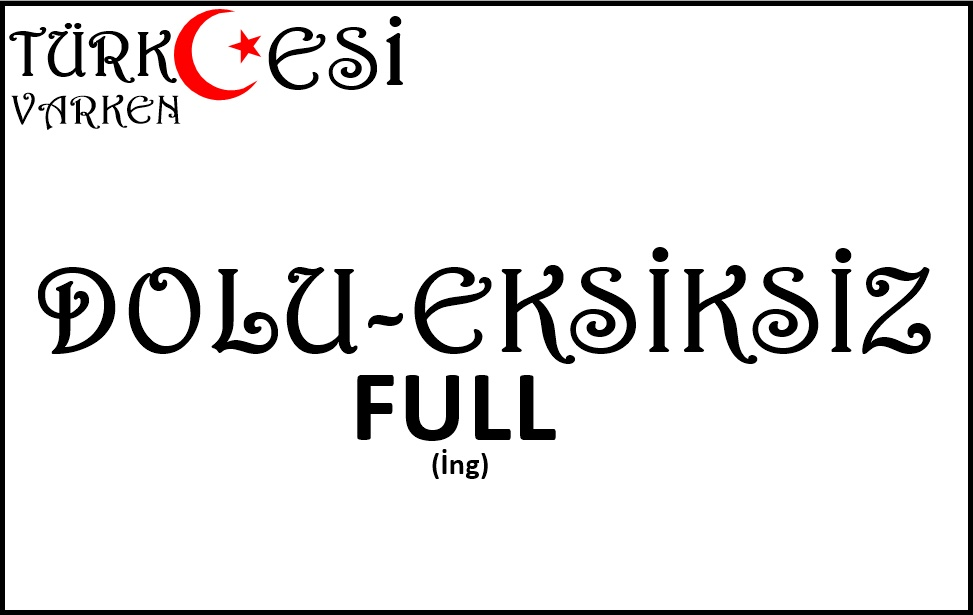 TÜRKÇESİ
VARKEN
DOLU-EKSİKSİZ
FULL
(İng)